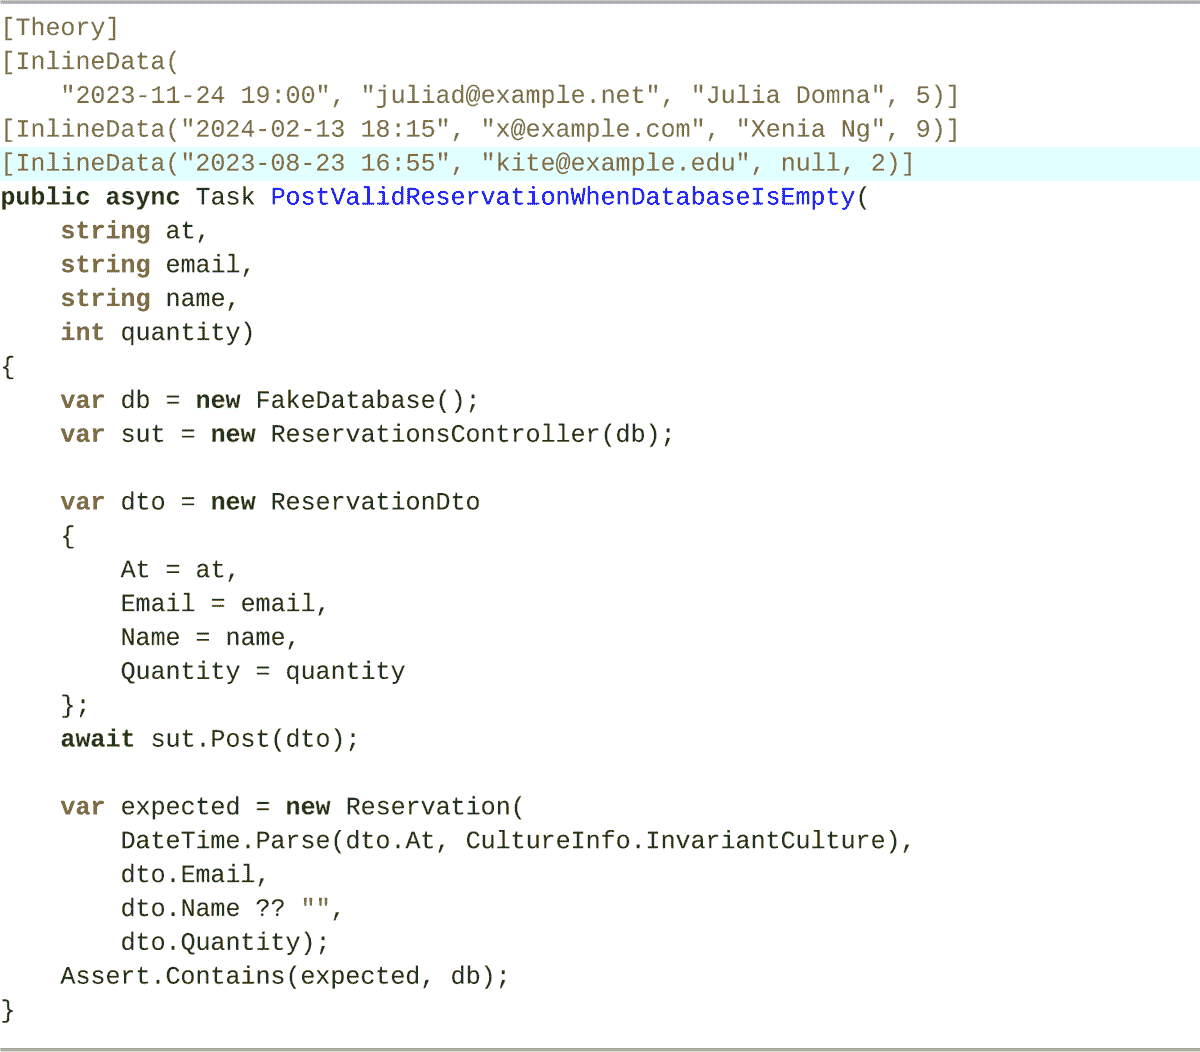 [Theory]
[InlineData(
    "2023-11-24 19:00", "juliad@example.net", "Julia Domna", 5)]
[InlineData("2024-02-13 18:15", "x@example.com", "Xenia Ng", 9)]
[InlineData("2023-08-23 16:55", "kite@example.edu", null, 2)]
public async Task PostValidReservationWhenDatabaseIsEmpty(
    string at,
    string email,
    string name,
    int quantity)
{
    var db = new FakeDatabase();
    var sut = new ReservationsController(db);

    var dto = new ReservationDto
    {
        At = at,
        Email = email,
        Name = name,
        Quantity = quantity
    };
    await sut.Post(dto);

    var expected = new Reservation(
        DateTime.Parse(dto.At, CultureInfo.InvariantCulture),
        dto.Email,
        dto.Name ?? "",
        dto.Quantity);
    Assert.Contains(expected, db);
}